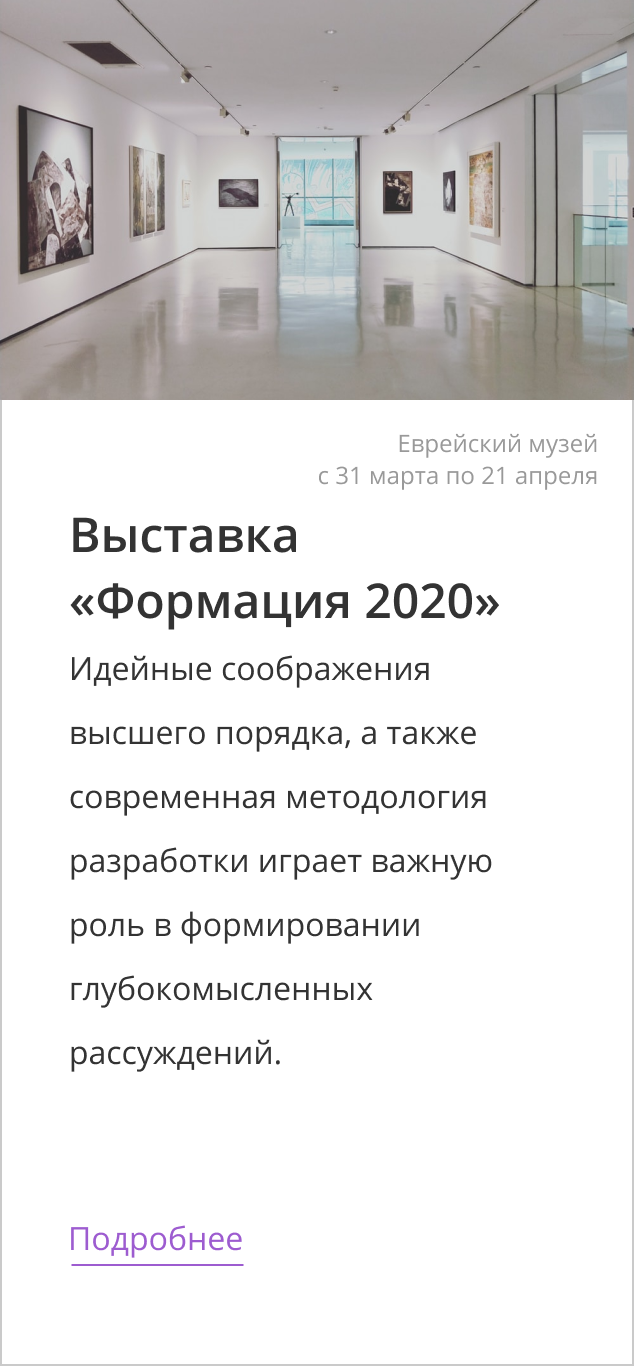 Еврейский музей
с 31 марта по 21 апреля
Выставка
«Формация 2020»
Идейные соображения
высшего порядка, а также
современная методология
разработки играет важную
роль в формировании
глубокомысленных
рассуждений.
Подробнее